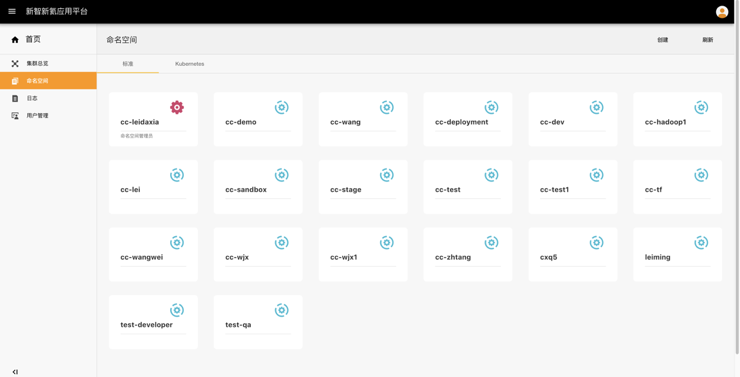 新智新氦应用平台
首页
命名空间
创建
刷新
集群总览
标准
Kubernetes
命名空间
日志
用户管理
cc-leidaxia
命名空间管理员
cc-demo
cc-wang
cc-deployment
cc-dev
cc-hadoop1
cc-lei
cc-sandbox
cc-stage
cc-test
cc-test1
cc-tf
cc-wangwei
cc-wjx
cc-wjx1
cc-zhtang
cxq5
leiming
test-developer
test-qa